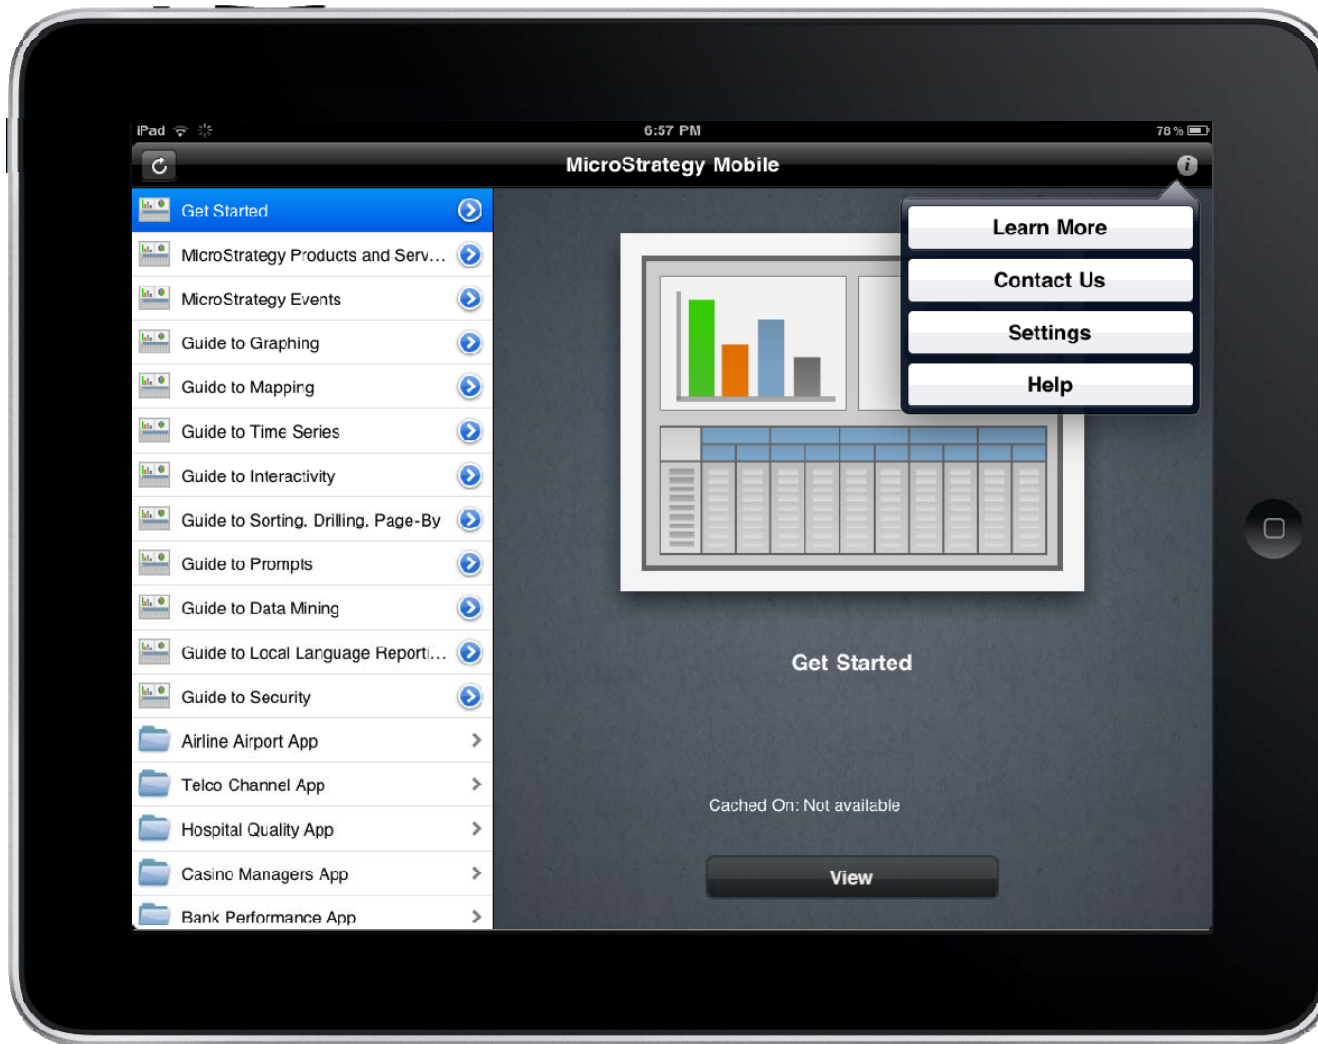 iPad
6:57 PM
78%
MicroStrategy Mobile
Get Started
MicroStrategy Products and Serv...
MicroStrategy Events
Guide to Graphing
Guide to Mapping
Guide to Time Series
Guide to Interactivity
Guide to Sorting, Drilling, Page-By
Guide to Prompts
Guide to Data Mining
Guide to Local Language Reporti...
Guide to Security
Airline Airport App
Telco Channel App
Hospital Quality App
Casino Managers App
Bank Performance App
Learn More
Contact Us
Settings
Help
Get Started
Cached On: Not available
View